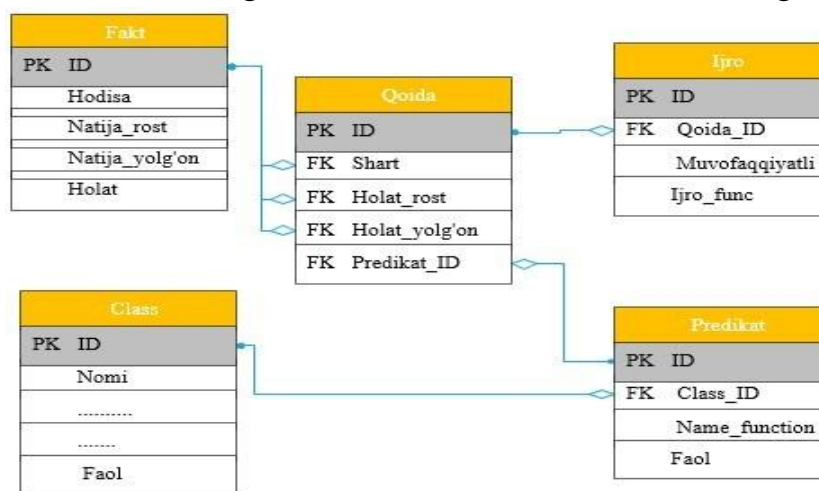 Fakt
PK ID
Hodisa
Natija_rost
Natija_yolg'on
Holat
Qoida
PK ID
FK Shart
FK Holat_rost
FK Holat_yolg'on
FK Predikat_ID
Ijro
PK ID
FK Qoida_ID
Muvofaqqiyatli
Ijro_func
Class
PK ID
Nomi
..........
.......
Faol
Predikat
PK ID
FK Class_ID
Name_function
Faol